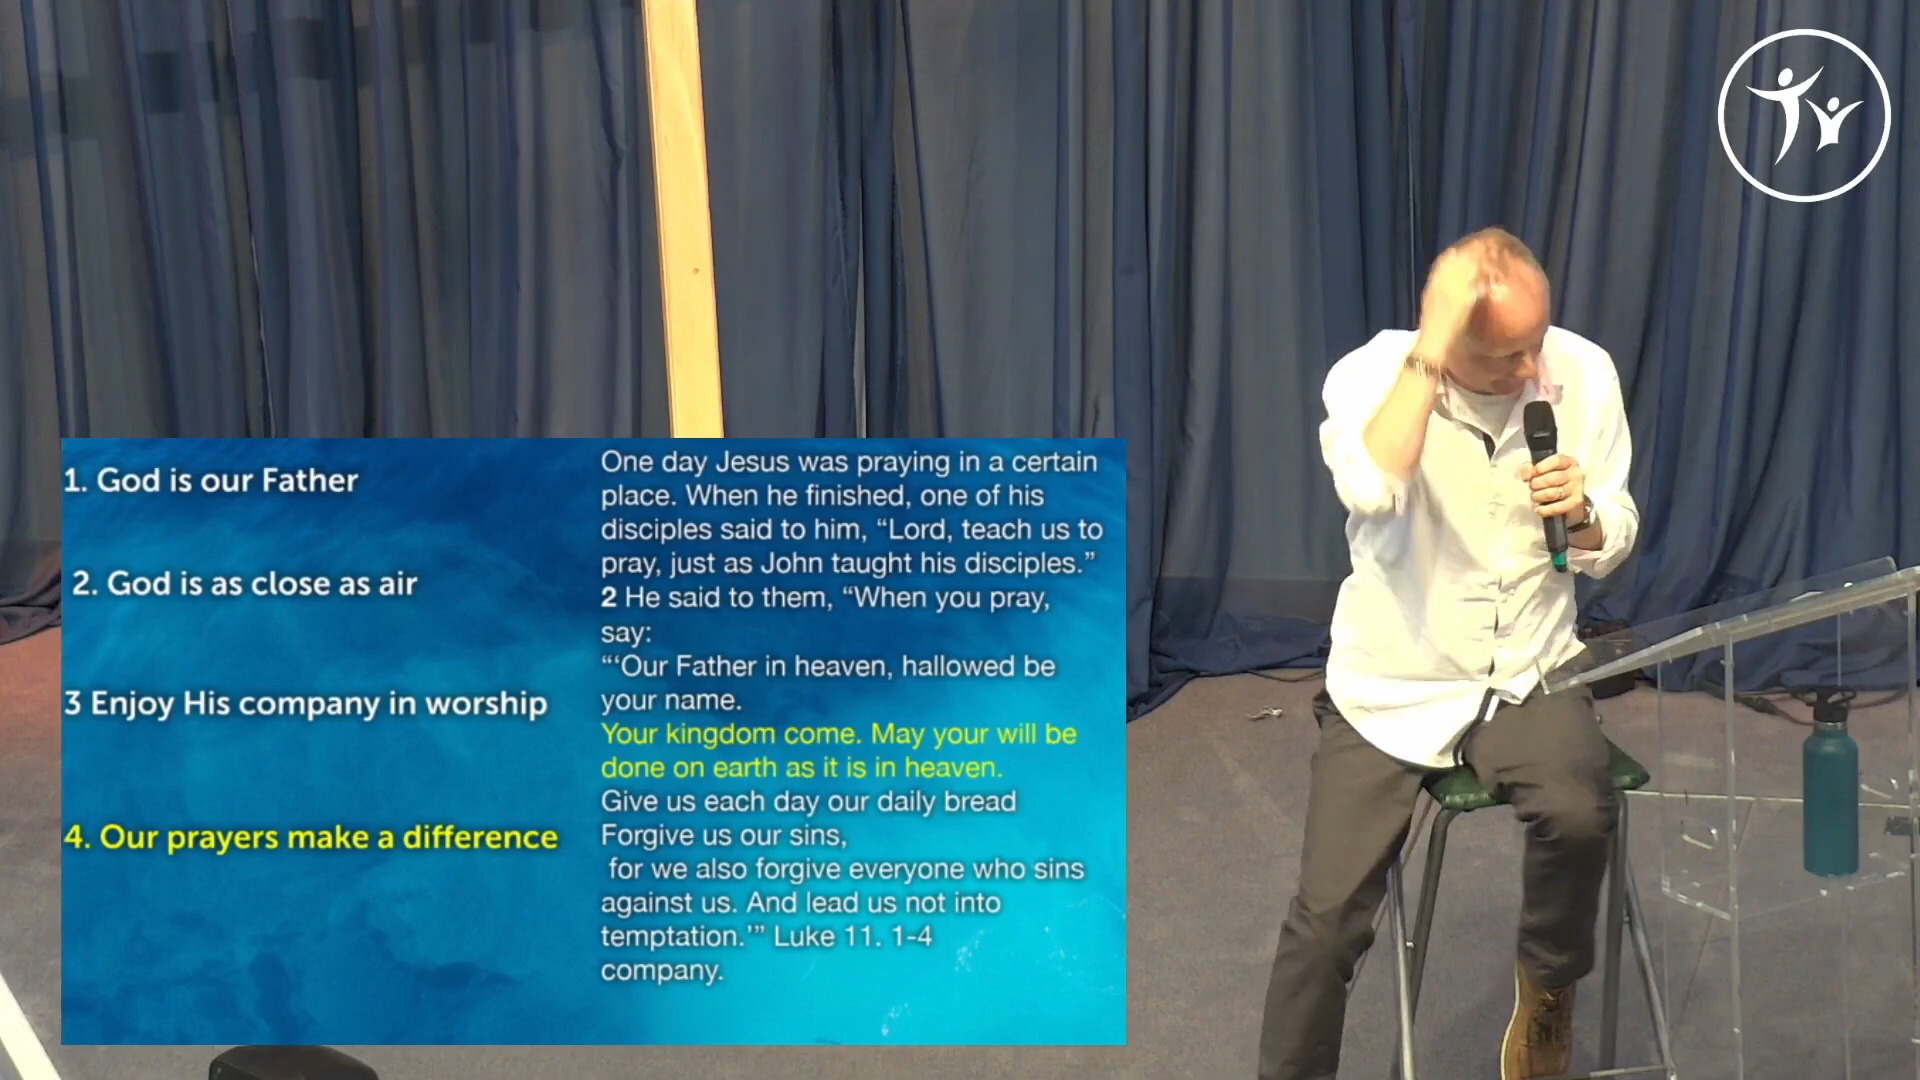 1. God is our Father
2. God is as close as air
3 Enjoy His company in worship
4. Our prayers make a difference
One day Jesus was praying in a certain
place. When he finished, one of his
disciples said to him, “Lord, teach us to
pray, just as John taught his disciples.”
2 He said to them, “When you pray,
say:
“‘Our Father in heaven, hallowed be
your name.
Your kingdom come. May your will be
done on earth as it is in heaven.
Give us each day our daily bread
Forgive us our sins,
for we also forgive everyone who sins
against us. And lead us not into
temptation.’” Luke 11. 1-4
company.